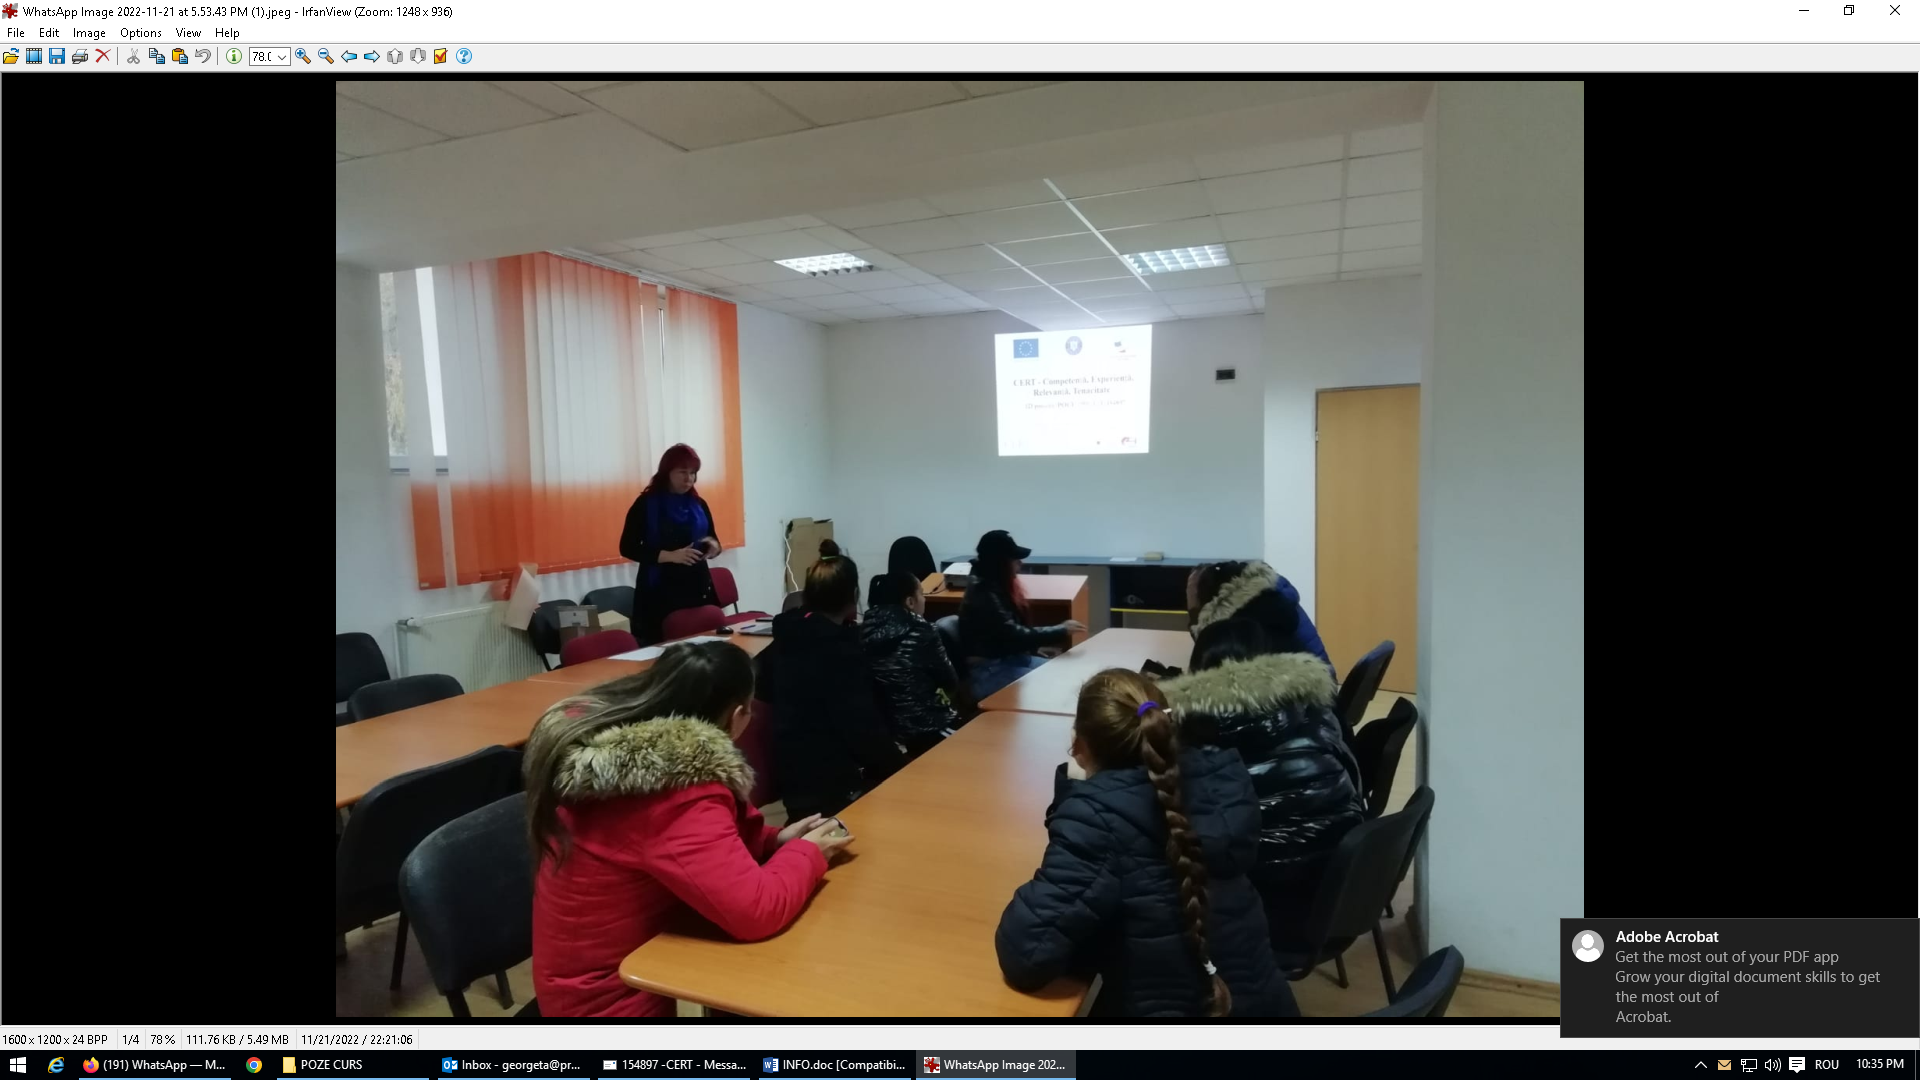 WhatsApp Image 2022-11-21 at 5.53.43 PM (1).jpeg - IrfanView (Zoom: 1248 x 936)
File Edit Image Options View Help
78.0
CERT - Competență, Experiență,
Relevanță, Tenacitate
Adobe Acrobat
Get the most out of your PDF app
Grow your digital document skills to get
the most out of
Acrobat.
1600 x 1200 x 24 BPP 1/4 78 % 111.76 KB / 5.49 MB 11/21/2022 / 22:21:06
(191) WhatsApp — M... POZE CURS Inbox - georgeta@pr... 154897 -CERT - Messa... INFO.doc [Compatibi... WhatsApp Image 202... ROU 10:35 PM